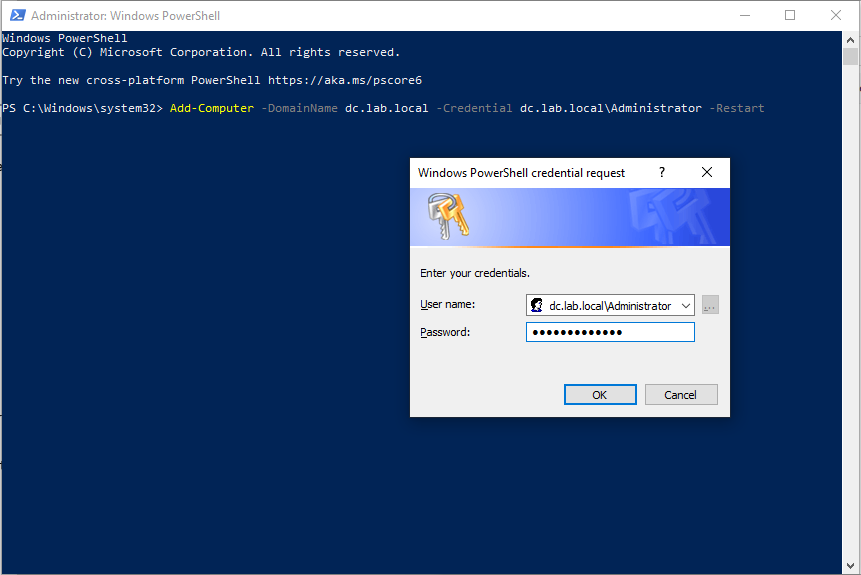 Administrator: Windows PowerShell
Windows PowerShell
Copyright (C) Microsoft Corporation. All rights reserved.
Try the new cross-platform PowerShell https://aka.ms/pscore6
PS C:\Windows\system32> Add-Computer -DomainName dc.lab.local -Credential dc.lab.local\Administrator -Restart
Windows PowerShell credential request
?
Enter your credentials.
User name:
dc.lab.local\Administrator
...
Password:
●●●●●●●●●●●●●
OK
Cancel